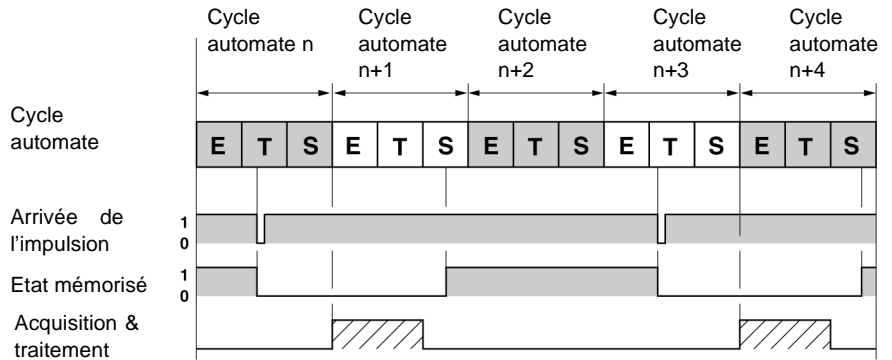 Cycle automate n
Cycle automate n+1
Cycle automate n+2
Cycle automate n+3
Cycle automate n+4
Cycle automate
E T S E T S E T S E T S E T S
Arrivée de l'impulsion
1
0
Etat mémorisé
1
0
Acquisition & traitement